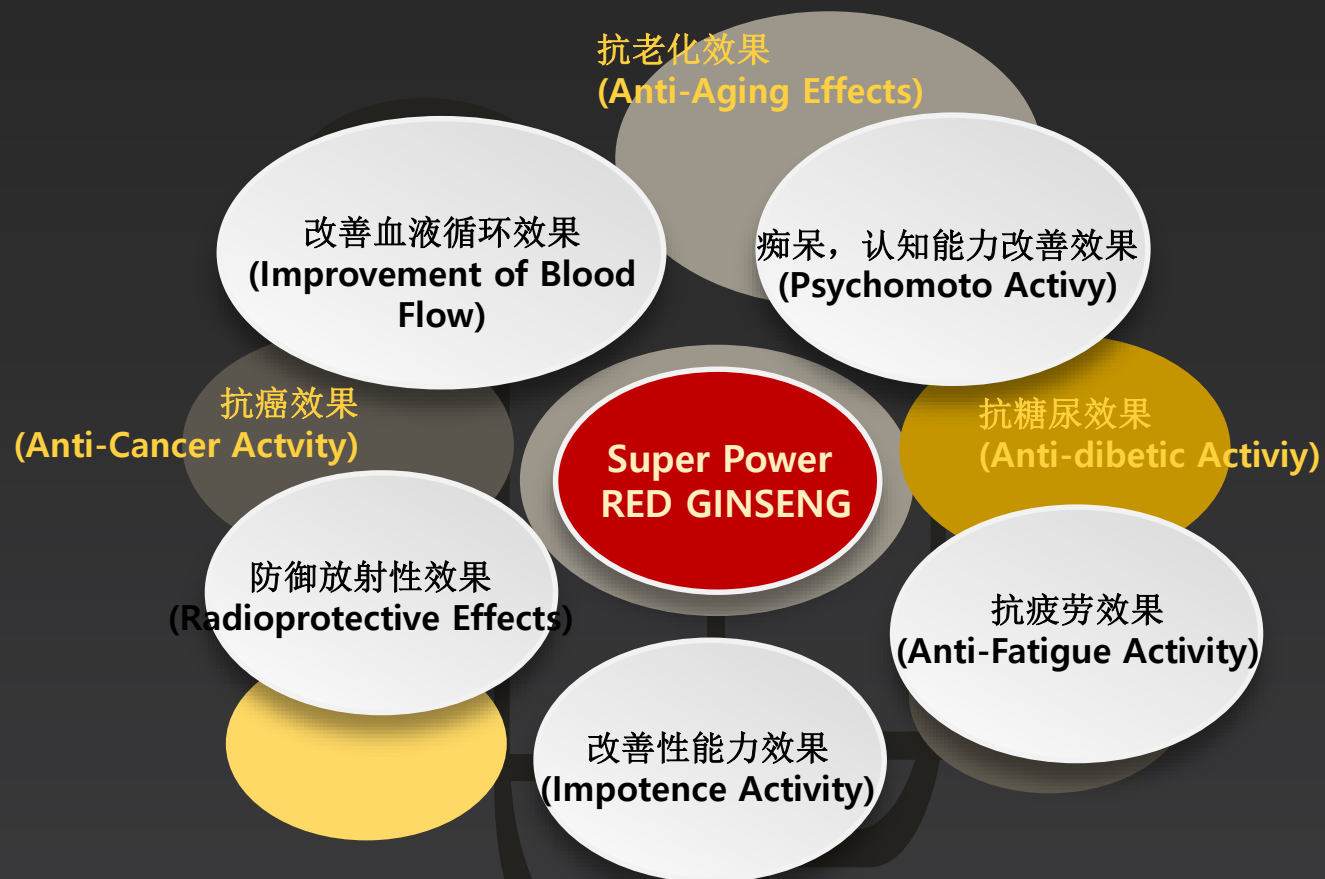 抗老化效果
(Anti-Aging Effects)
改善血液循环效果
(Improvement of Blood
Flow)
痴呆，认知能力改善效果
(Psychomoto Activy)
抗癌效果
(Anti-Cancer Actvity)
Super Power
RED GINSENG
抗糖尿效果
(Anti-dibetic Activiy)
防御放射性效果
(Radioprotective Effects)
抗疲劳效果
(Anti-Fatigue Activity)
改善性能力效果
(Impotence Activity)